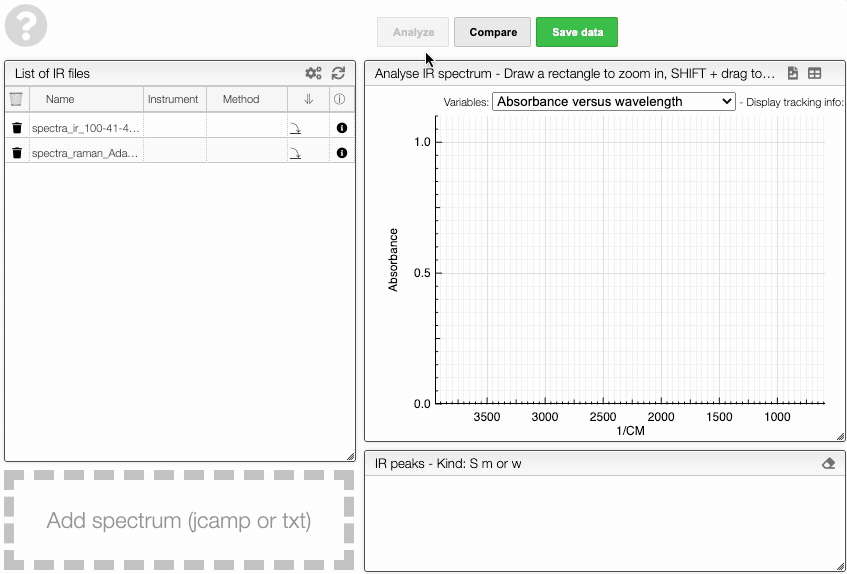 ?
Analyze Compare Save data
List of IR files
Name Instrument Method
spectra_ir_100-41-4...
spectra_raman_Ada...
Add spectrum (jcamp or txt)
Analyse IR spectrum - Draw a rectangle to zoom in, SHIFT + drag to...
Variables: Absorbance versus wavelength - Display tracking info:
1.0
0.5
0.0
Absorbance
3500 3000 2500 2000 1500 1000
1/CM
IR peaks - Kind: S m or w